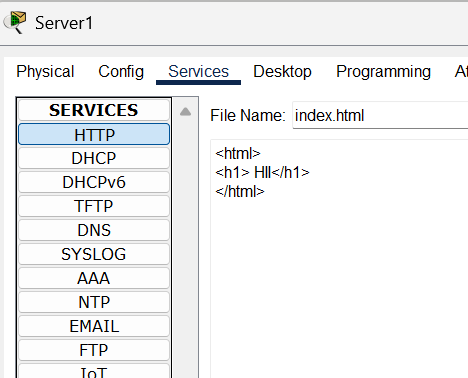 Server1
Physical Config Services Desktop Programming At
SERVICES
HTTP
DHCP
DHCPv6
TFTP
DNS
SYSLOG
AAA
NTP
EMAIL
FTP
IoT
File Name: index.html
<html>
<h1> HII</h1>
</html>